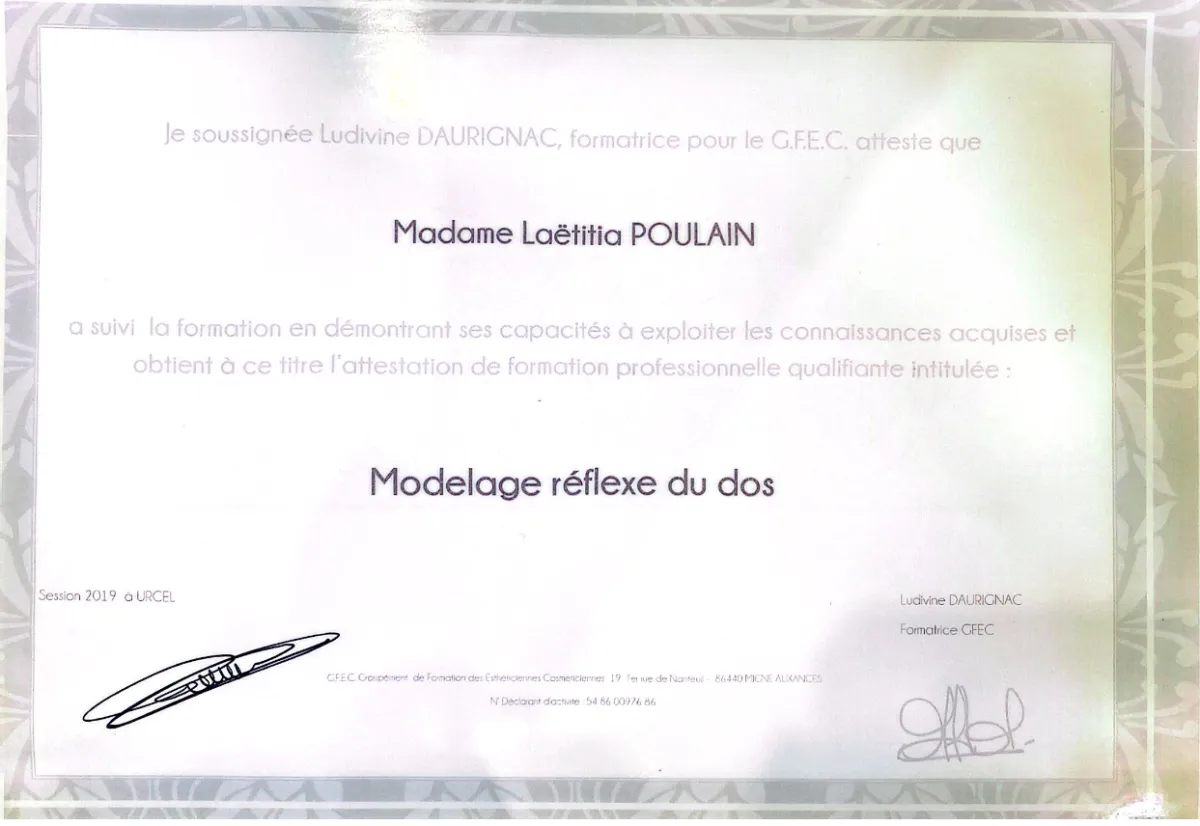 Je soussignée Ludivine DAURIGNAC, formatrice pour le G.F.E.C. atteste que
Madame Laëtitia POULAIN
a suivi la formation en démontrant ses capacités à exploiter les connaissances acquises et
obtient à ce titre l'attestation de formation professionnelle qualifiante intitulée :
Modelage réflexe du dos
Session 2019 à URCEL
Ludivine DAURIGNAC
Formatrice GFEC
G.F.E.C Groupement de Formation des Esthéticiennes Cosméticiennes 19 rue de Nanteuil - 86440 MIGNE AUXANCES
N° Déclarant d'activité : 54 86 00976 86